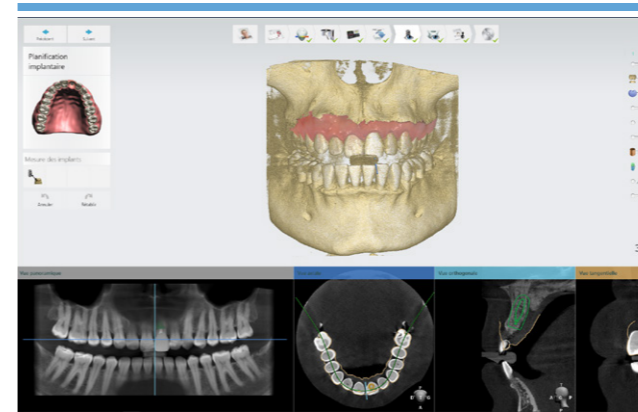 Précédent
Suivant
Planification
implantaire
Mesure des implants
Annuler
Rétablir
Vue panoramique
Vue axiale
Vue orthogonale
Vue tangentielle